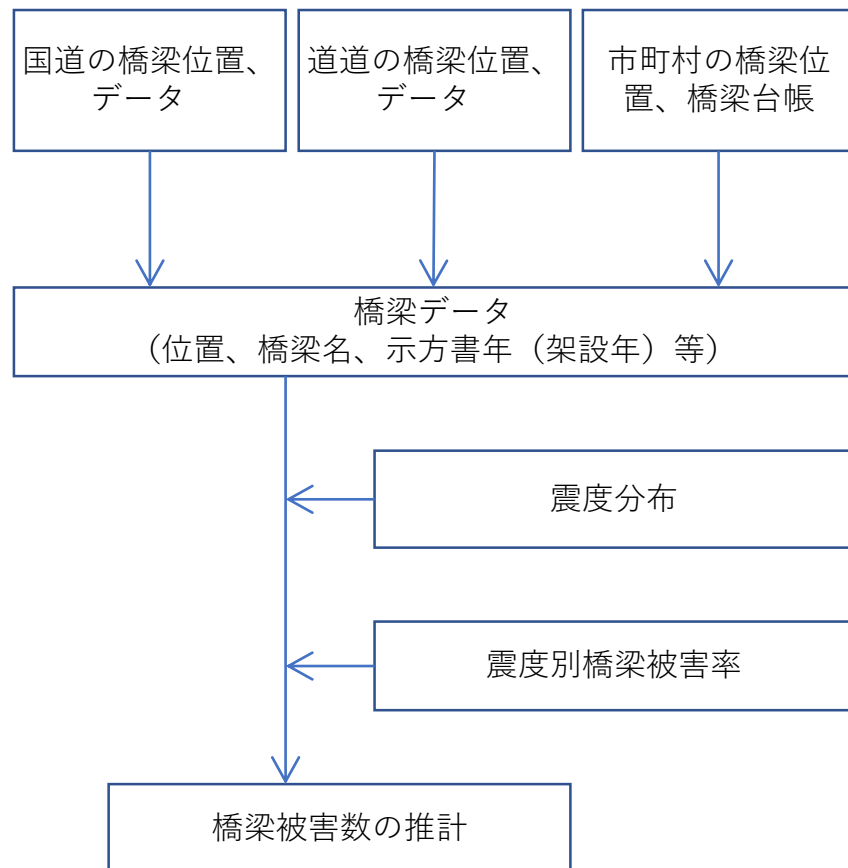 国道の橋梁位置、
データ
道道の橋梁位置、
データ
市町村の橋梁位
置、橋梁台帳
橋梁データ
（位置、橋梁名、示方書年（架設年）等）
震度分布
震度別橋梁被害率
橋梁被害数の推計